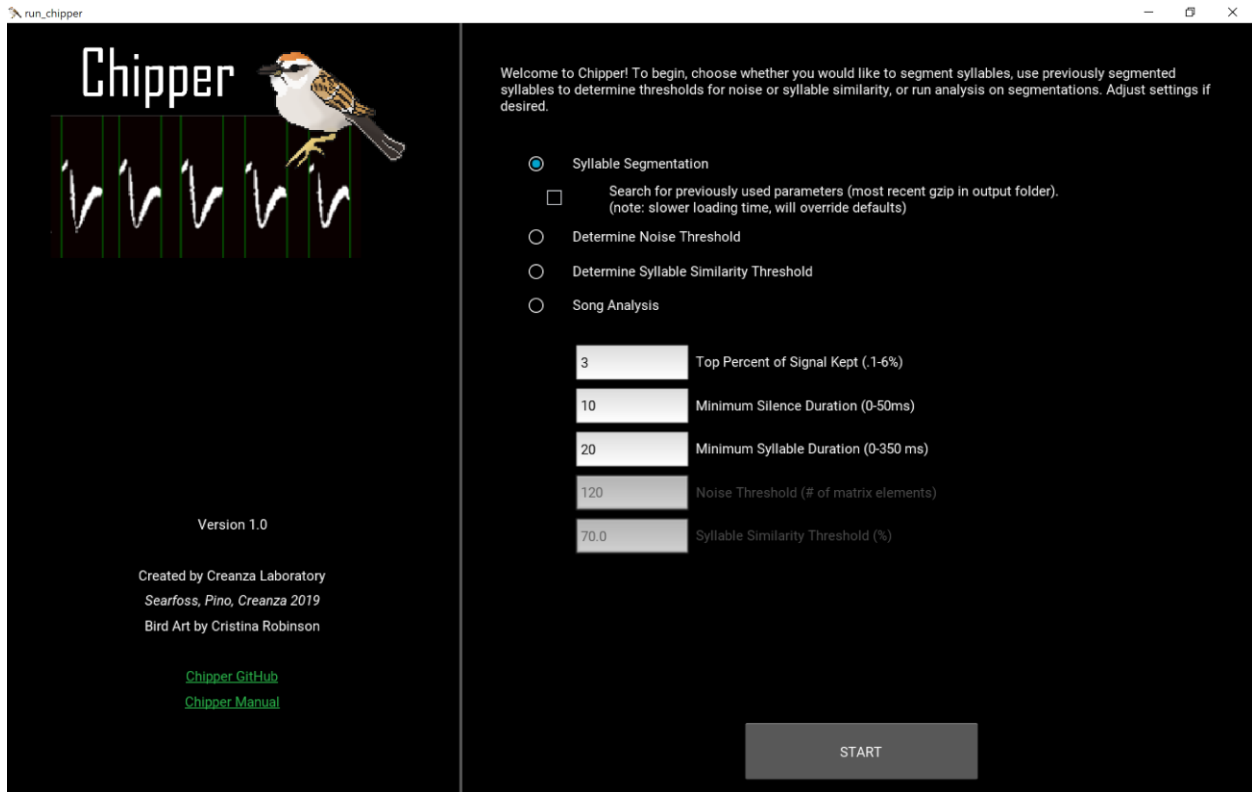 run_chipper
Chipper
Version 1.0
Created by Creanza Laboratory
Searfoss, Pino, Creanza 2019
Bird Art by Cristina Robinson
Chipper GitHub
Chipper Manual
Welcome to Chipper! To begin, choose whether you would like to segment syllables, use previously segmented
syllables to determine thresholds for noise or syllable similarity, or run analysis on segmentations. Adjust settings if
desired.
Syllable Segmentation
Search for previously used parameters (most recent gzip in output folder).
(note: slower loading time, will override defaults)
Determine Noise Threshold
Determine Syllable Similarity Threshold
Song Analysis
3 Top Percent of Signal Kept (.1-6%)
10 Minimum Silence Duration (0-50ms)
20 Minimum Syllable Duration (0-350 ms)
120 Noise Threshold (# of matrix elements)
70.0 Syllable Similarity Threshold (%)
START